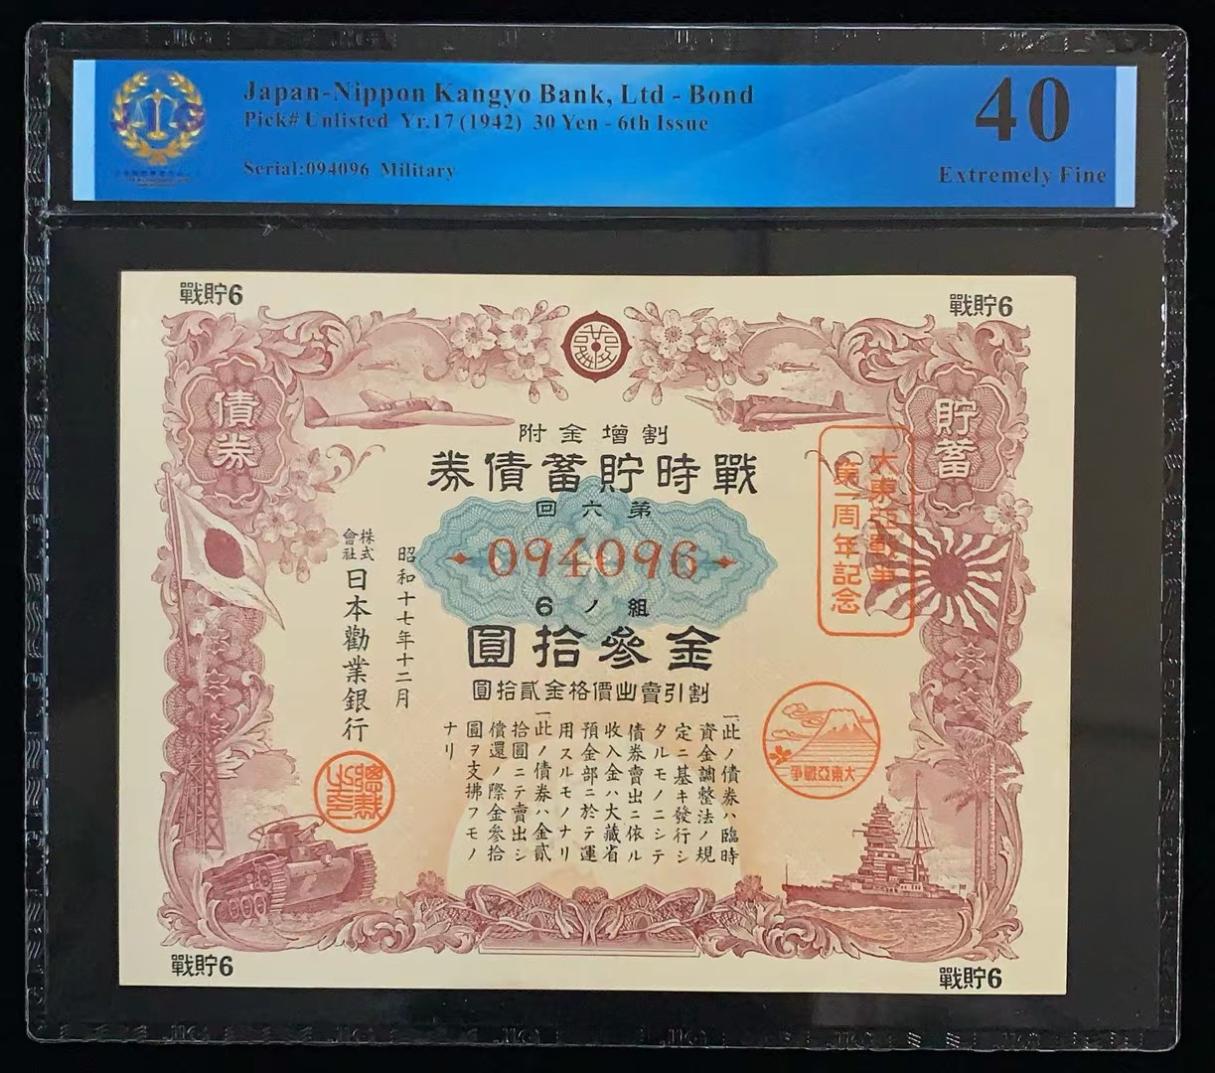 Japan-Nippon Kangyo Bank, Ltd - Bond
Pick# Unlisted Yr.17 (1942) 30 Yen - 6th Issue
Serial:094096 Military
40
Extremely Fine
戰貯6
戰貯6
貯蓄
債券
割增金附
戰時貯蓄債券
第六回
094096
組ノ6
金參拾圓
割引賣出價格金貳拾圓
大東亞戰爭
第一周年記念
大東亞戰爭
一此ノ債券ハ臨時
資金調整法ノ規
定ニ基キ發行シ
タルモノニシテ
債券賣出ニ依ル
收入金ハ大藏省
預金部ニ於テ運
用スルモノナリ
一此ノ債券ハ金貳
拾圓ニテ賣出シ
償還ノ際金參拾
圓ヲ支拂フモノ
ナリ
昭和十七年十二月
株式會社日本勸業銀行
總裁之印
戰貯6
戰貯6